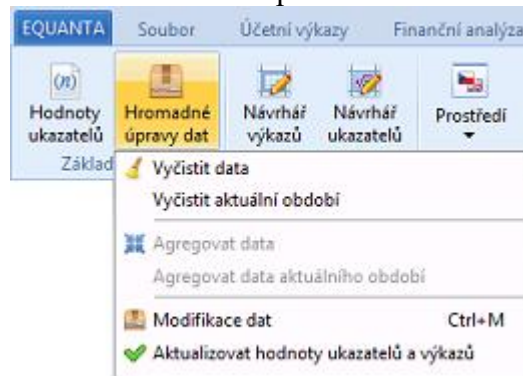 EQUANTA Soubor Účetní výkazy Finanční analýza
(n)
Hodnoty ukazatelů
Hromadné úpravy dat
Návrhář výkazů
Návrhář ukazatelů
Prostředí
Základ
Vyčistit data
Vyčistit aktuální období
Agregovat data
Agregovat data aktuálního období
Modifikace dat Ctrl+M
Aktualizovat hodnoty ukazatelů a výkazů